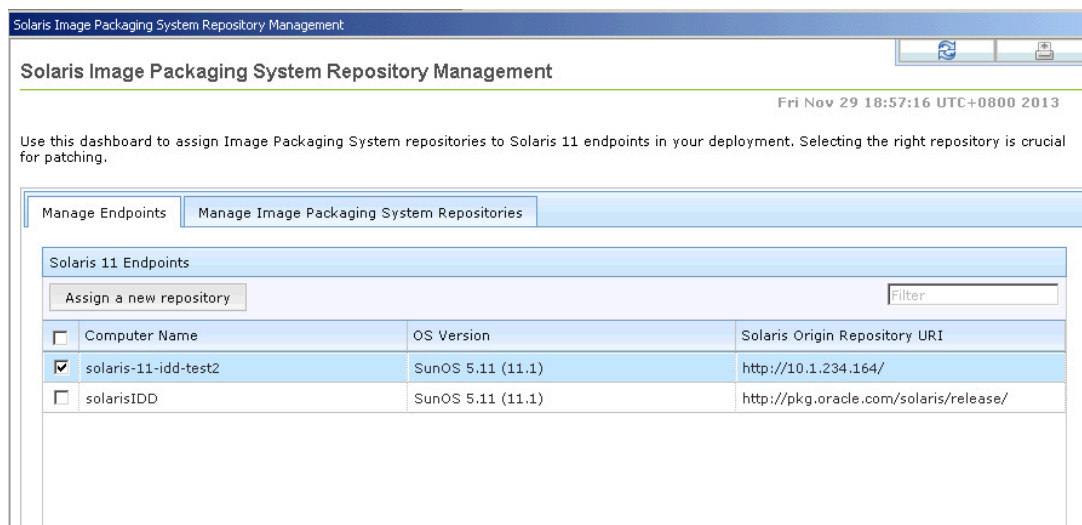 Solaris Image Packaging System Repository Management
Solaris Image Packaging System Repository Management
Fri Nov 29 18:57:16 UTC+0800 2013
Use this dashboard to assign Image Packaging System repositories to Solaris 11 endpoints in your deployment. Selecting the right repository is crucial
for patching.
Manage Endpoints Manage Image Packaging System Repositories
Solaris 11 Endpoints
Assign a new repository Filter
Computer Name OS Version Solaris Origin Repository URI
solaris-11-idd-test2 SunOS 5.11 (11.1) http://10.1.234.164/
solarisIDD SunOS 5.11 (11.1) http://pkg.oracle.com/solaris/release/